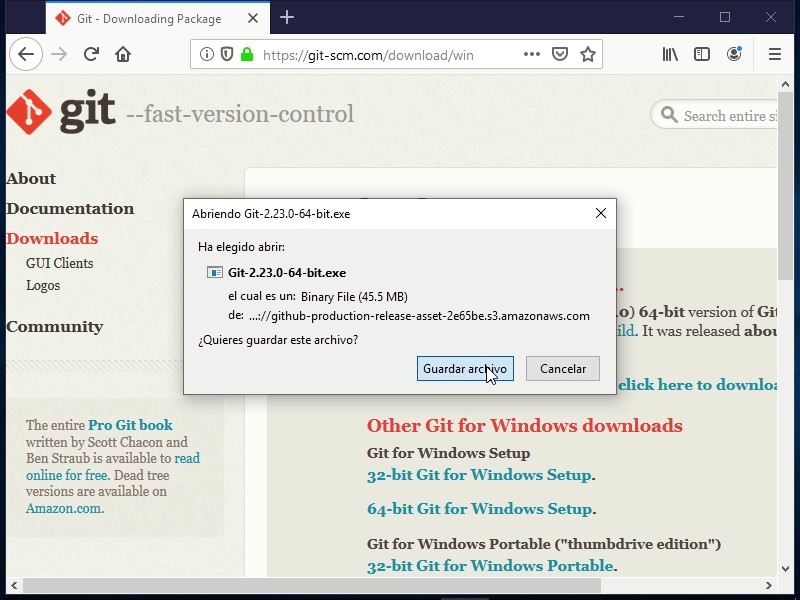 Git - Downloading Package
https://git-scm.com/download/win
git --fast-version-control
Search entire si
About
Documentation
Downloads
GUI Clients
Logos
Community
The entire Pro Git book
written by Scott Chacon and
Ben Straub is available to read
online for free. Dead tree
versions are available on
Amazon.com.
Abriendo Git-2.23.0-64-bit.exe
Ha elegido abrir:
Git-2.23.0-64-bit.exe
el cual es un: Binary File (45.5 MB)
de: ...://github-production-release-asset-2e65be.s3.amazonaws.com
¿Quieres guardar este archivo?
Guardar archivo
Cancelar
..
.0) 64-bit version of Git
ild. It was released abou
click here to downloa
Other Git for Windows downloads
Git for Windows Setup
32-bit Git for Windows Setup.
64-bit Git for Windows Setup.
Git for Windows Portable ("thumbdrive edition")
32-bit Git for Windows Portable.